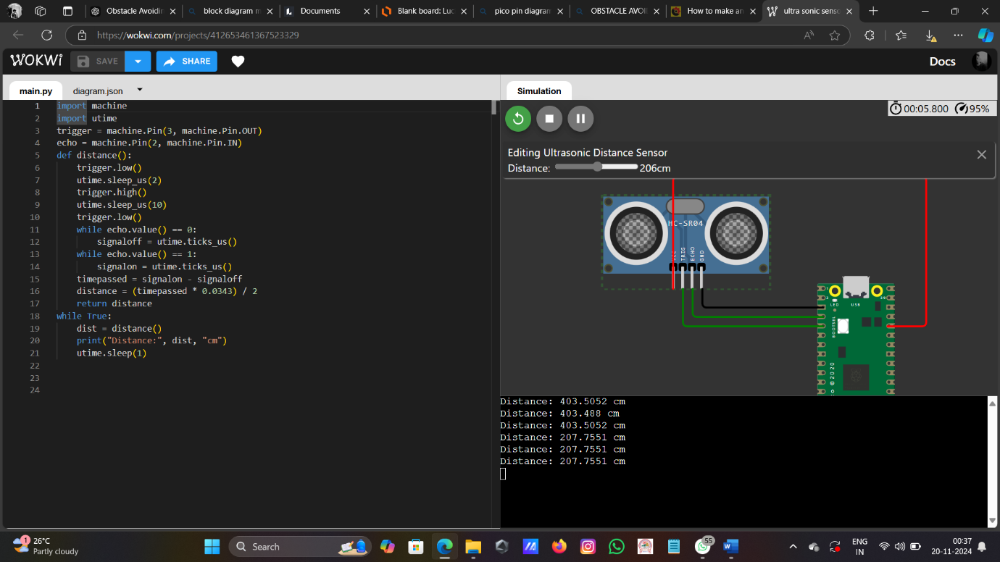 Obstacle Avoidin
block diagram m
Documents
Blank board: Luc
pico pin diagram
OBSTACLE AVOI
How to make an
ultra sonic senso
https://wokwi.com/projects/412653461367523329
WOKWi
SAVE
SHARE
Docs
main.py
diagram.json
1 import machine
2 import utime
3 trigger = machine.Pin(3, machine.Pin.OUT)
4 echo = machine.Pin(2, machine.Pin.IN)
5 def distance():
6 trigger.low()
7 utime.sleep_us(2)
8 trigger.high()
9 utime.sleep_us(10)
10 trigger.low()
11 while echo.value() == 0:
12 signaloff = utime.ticks_us()
13 while echo.value() == 1:
14 signalon = utime.ticks_us()
15 timepassed = signalon - signaloff
16 distance = (timepassed * 0.0343) / 2
17 return distance
18 while True:
19 dist = distance()
20 print("Distance:", dist, "cm")
21 utime.sleep(1)
22
23
24
Simulation
00:05.800 95%
Editing Ultrasonic Distance Sensor
Distance: 206cm
HC-SR04
TRIG
ECHO
GND
LED
USB
BOOTSEL
©2020
Distance: 403.5052 cm
Distance: 403.488 cm
Distance: 403.5052 cm
Distance: 207.7551 cm
Distance: 207.7551 cm
Distance: 207.7551 cm
1
26°C
Partly cloudy
Search
55
ENG
IN
00:37
20-11-2024